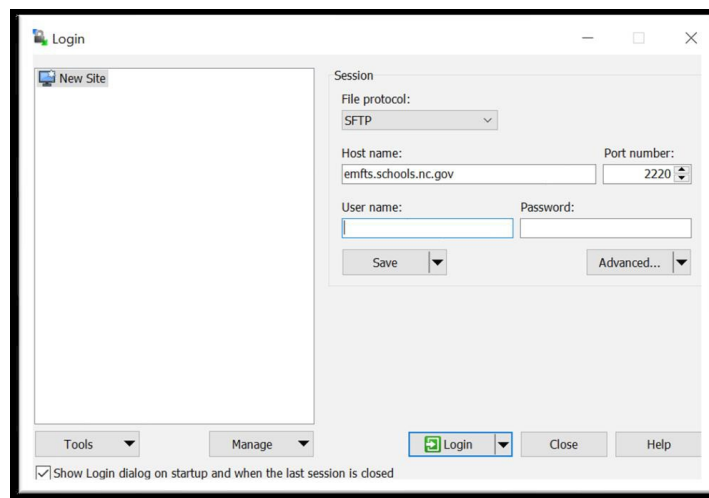 Login
New Site
Session
File protocol:
SFTP
Host name: Port number:
emfts.schools.nc.gov 2220
User name: Password:
Save Advanced...
Tools Manage Login Close Help
Show Login dialog on startup and when the last session is closed